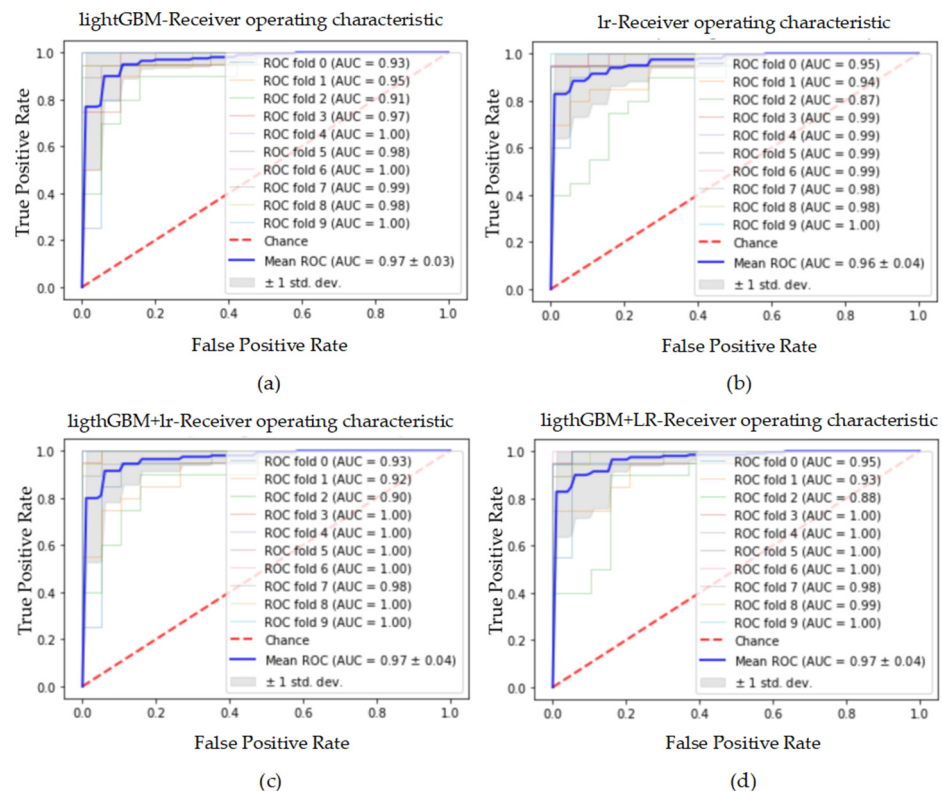 lightGBM-Receiver operating characteristic
True Positive Rate
1.0
0.8
0.6
0.4
0.2
0.0
ROC fold 0 (AUC = 0.93)
ROC fold 1 (AUC = 0.95)
ROC fold 2 (AUC = 0.91)
ROC fold 3 (AUC = 0.97)
ROC fold 4 (AUC = 1.00)
ROC fold 5 (AUC = 0.98)
ROC fold 6 (AUC = 1.00)
ROC fold 7 (AUC = 0.99)
ROC fold 8 (AUC = 0.98)
ROC fold 9 (AUC = 1.00)
Chance
Mean ROC (AUC = 0.97 ± 0.03)
± 1 std. dev.
0.0 0.2 0.4 0.6 0.8 1.0
False Positive Rate
(a)
lr-Receiver operating characteristic
True Positive Rate
1.0
0.8
0.6
0.4
0.2
0.0
ROC fold 0 (AUC = 0.95)
ROC fold 1 (AUC = 0.94)
ROC fold 2 (AUC = 0.87)
ROC fold 3 (AUC = 0.99)
ROC fold 4 (AUC = 0.99)
ROC fold 5 (AUC = 0.99)
ROC fold 6 (AUC = 0.99)
ROC fold 7 (AUC = 0.98)
ROC fold 8 (AUC = 0.98)
ROC fold 9 (AUC = 1.00)
Chance
Mean ROC (AUC = 0.96 ± 0.04)
± 1 std. dev.
0.0 0.2 0.4 0.6 0.8 1.0
False Positive Rate
(b)
ligthGBM+lr-Receiver operating characteristic
True Positive Rate
1.0
0.8
0.6
0.4
0.2
0.0
ROC fold 0 (AUC = 0.93)
ROC fold 1 (AUC = 0.92)
ROC fold 2 (AUC = 0.90)
ROC fold 3 (AUC = 1.00)
ROC fold 4 (AUC = 1.00)
ROC fold 5 (AUC = 1.00)
ROC fold 6 (AUC = 1.00)
ROC fold 7 (AUC = 0.98)
ROC fold 8 (AUC = 1.00)
ROC fold 9 (AUC = 1.00)
Chance
Mean ROC (AUC = 0.97 ± 0.04)
± 1 std. dev.
0.0 0.2 0.4 0.6 0.8 1.0
False Positive Rate
(c)
ligthGBM+LR-Receiver operating characteristic
True Positive Rate
1.0
0.8
0.6
0.4
0.2
0.0
ROC fold 0 (AUC = 0.95)
ROC fold 1 (AUC = 0.93)
ROC fold 2 (AUC = 0.88)
ROC fold 3 (AUC = 1.00)
ROC fold 4 (AUC = 1.00)
ROC fold 5 (AUC = 1.00)
ROC fold 6 (AUC = 1.00)
ROC fold 7 (AUC = 0.98)
ROC fold 8 (AUC = 0.99)
ROC fold 9 (AUC = 1.00)
Chance
Mean ROC (AUC = 0.97 ± 0.04)
± 1 std. dev.
0.0 0.2 0.4 0.6 0.8 1.0
False Positive Rate
(d)